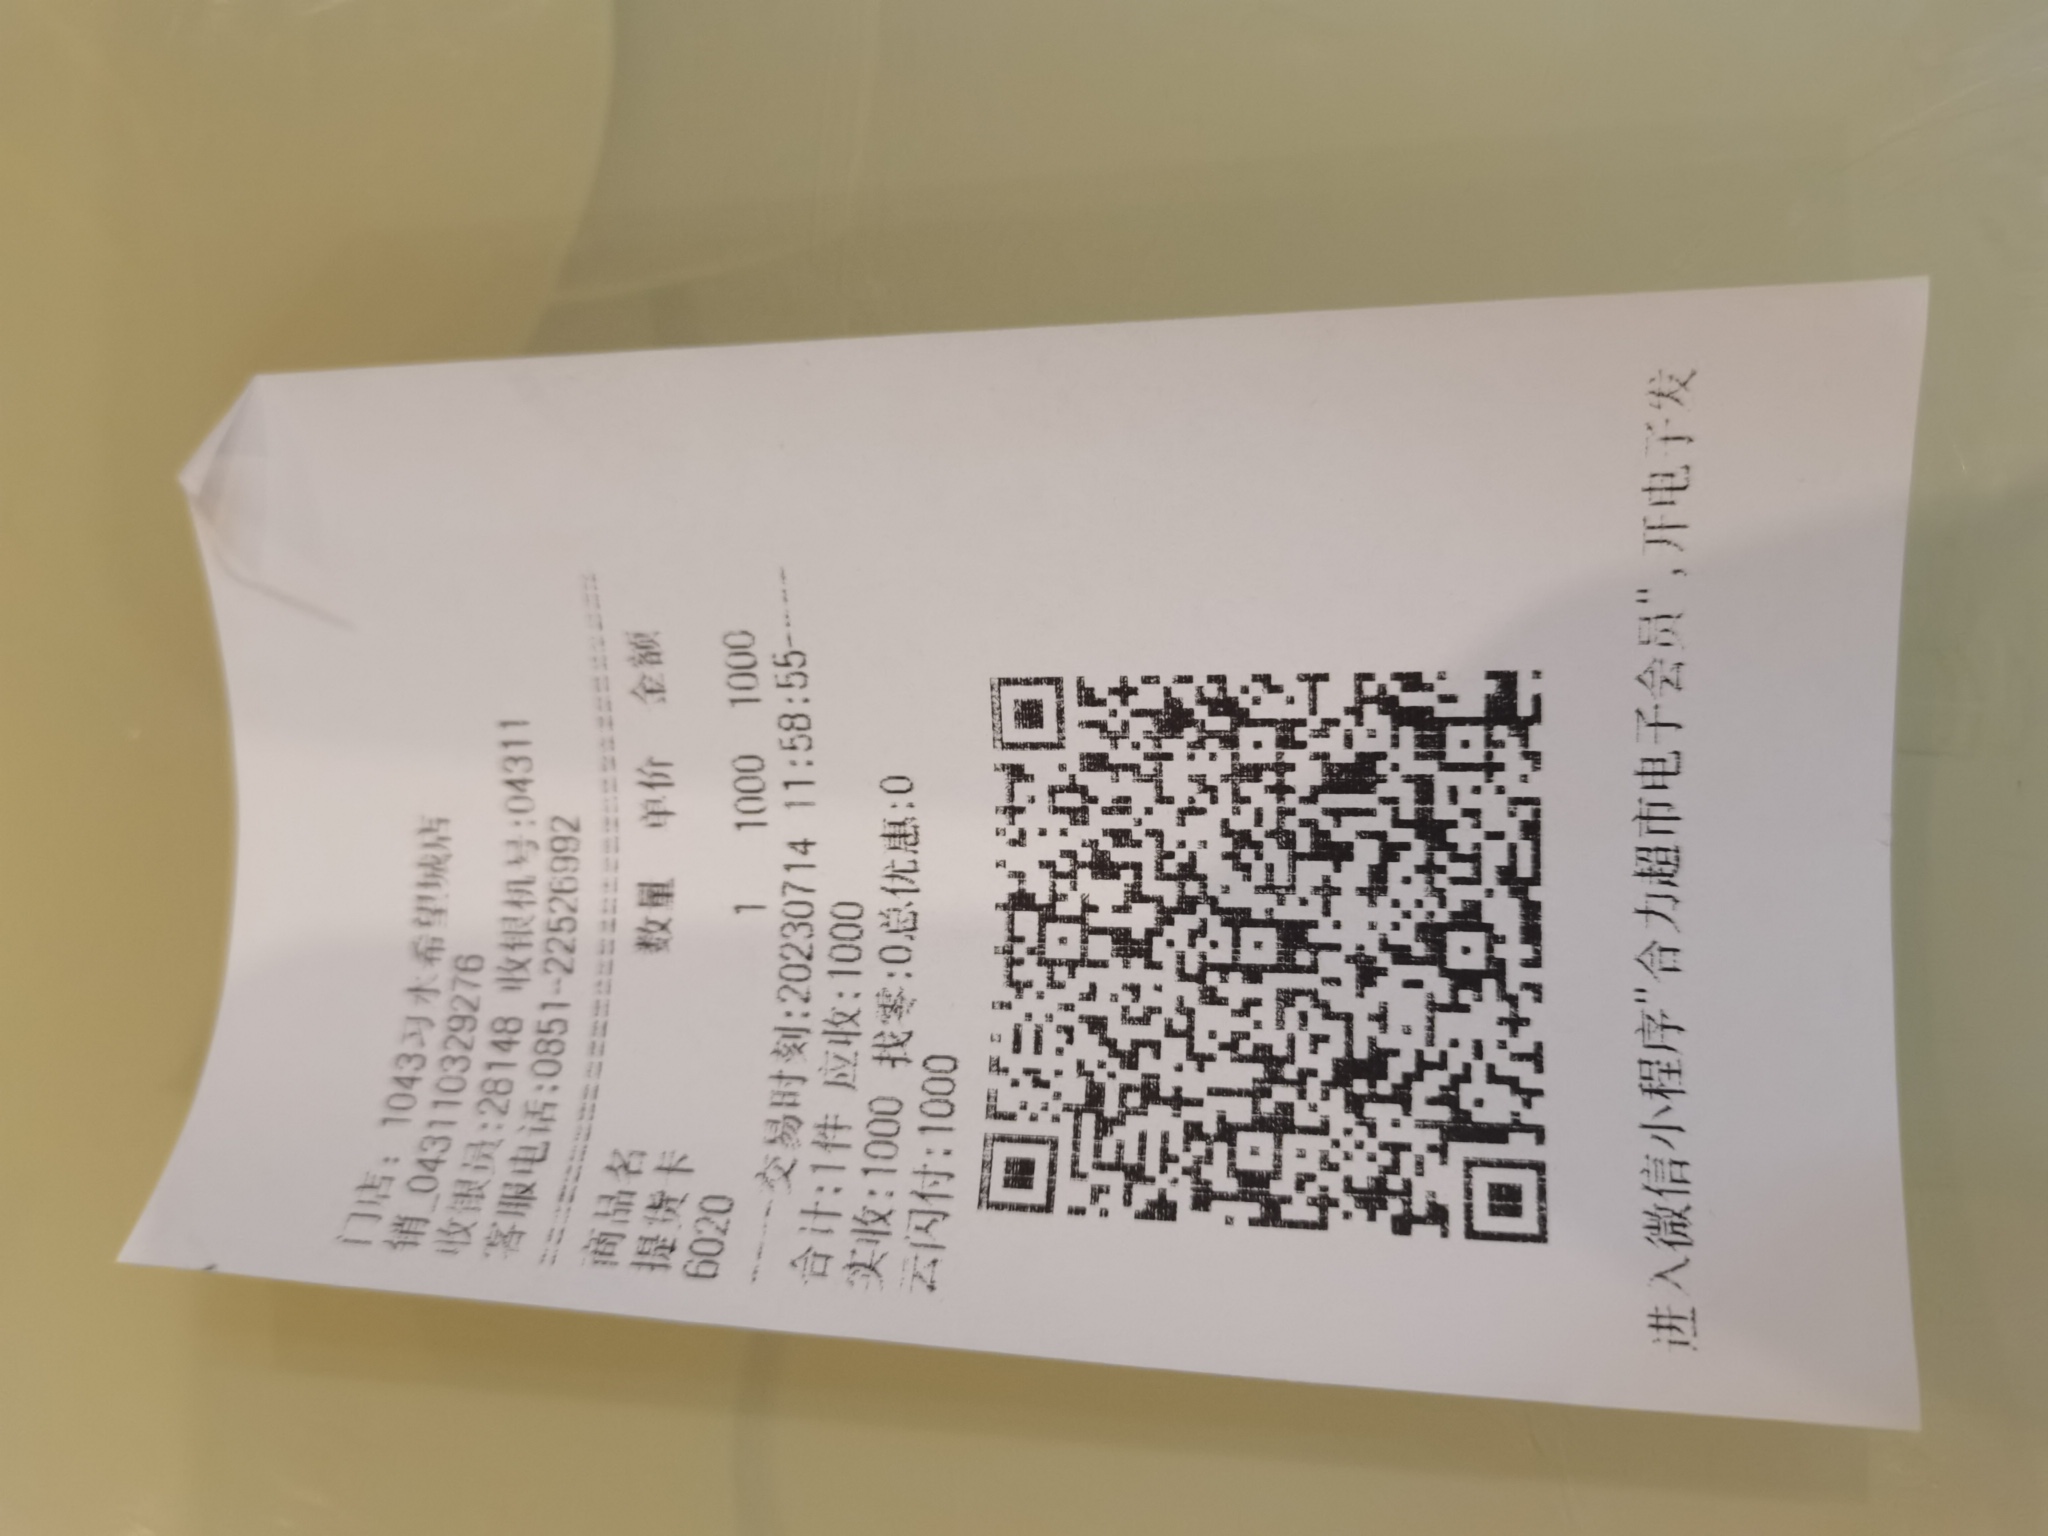 门店: 1043习水希望城店
销_043110329276
收银员:28148 收银机号:04311
客服电话:0851-22526992
商品名 数量 单价 金额
提货卡
6020 1 1000 1000
-----交易时刻:20230714 11:58:55-----
合计:1件 应收:1000
实收:1000 找零:0总优惠:0
云闪付:1000
进入微信小程序"合力超市电子会员",开电子发